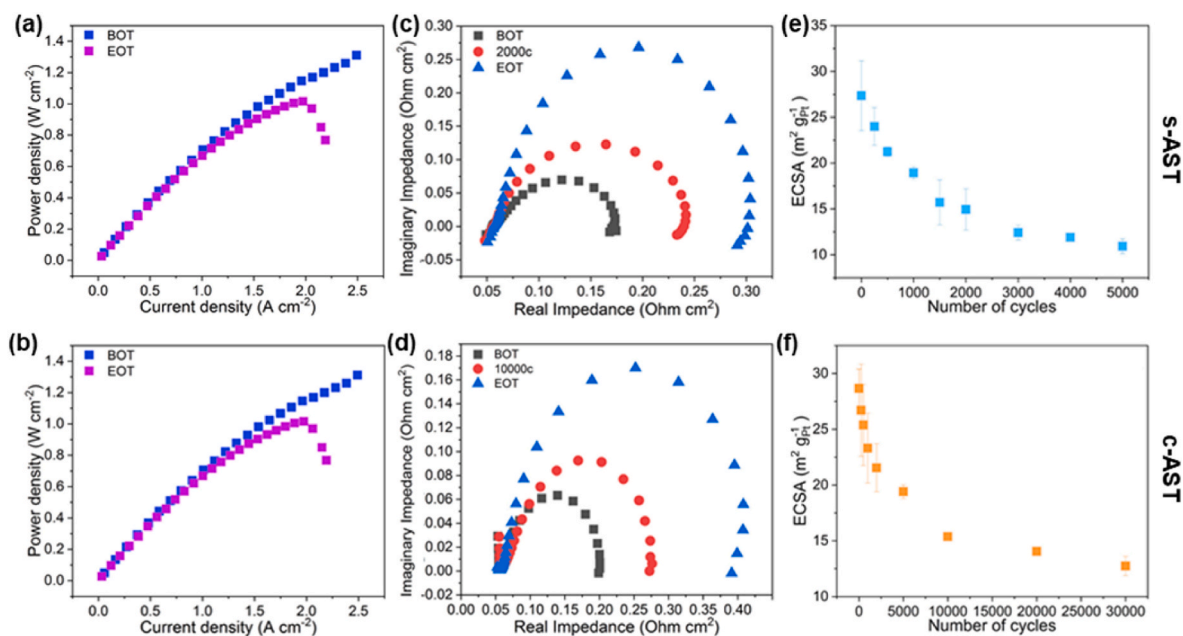 (a)
BOT
EOT
Power density (W cm⁻²)
1.4
1.2
1.0
0.8
0.6
0.4
0.2
0.0
0.0 0.5 1.0 1.5 2.0 2.5
Current density (A cm⁻²)
(c)
BOT
2000c
EOT
Imaginary Impedance (Ohm cm²)
0.30
0.25
0.20
0.15
0.10
0.05
0.00
-0.05
0.05 0.10 0.15 0.20 0.25 0.30
Real Impedance (Ohm cm²)
(e)
ECSA (m² g⁻¹Pt)
35
30
25
20
15
10
0 1000 2000 3000 4000 5000
Number of cycles
s-AST
(b)
BOT
EOT
Power density (W cm⁻²)
1.4
1.2
1.0
0.8
0.6
0.4
0.2
0.0
0.0 0.5 1.0 1.5 2.0 2.5
Current density (A cm⁻²)
(d)
BOT
10000c
EOT
Imaginary Impedance (Ohm cm²)
0.18
0.16
0.14
0.12
0.10
0.08
0.06
0.04
0.02
0.00
-0.02
0.00 0.05 0.10 0.15 0.20 0.25 0.30 0.35 0.40
Real Impedance (Ohm cm²)
(f)
ECSA (m² g⁻¹Pt)
30
25
20
15
10
0 5000 10000 15000 20000 25000 30000
Number of cycles
c-AST